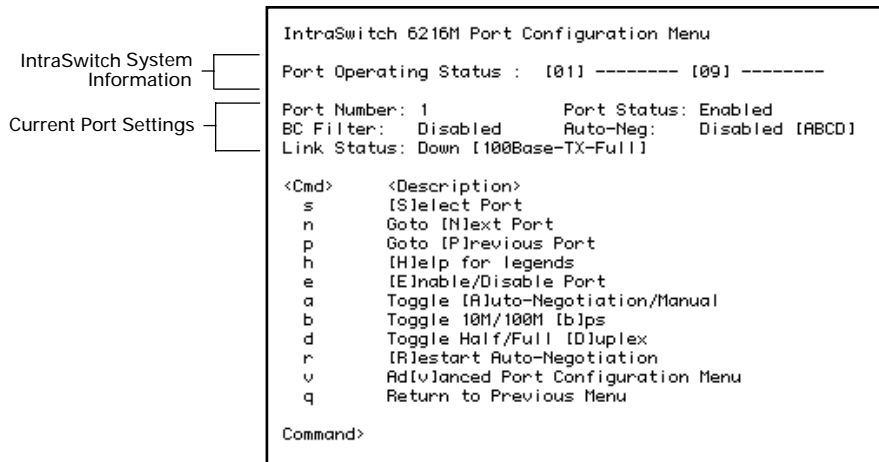 IntraSwitch 6216M Port Configuration Menu
IntraSwitch System
Information
Port Operating Status : [01] -------- [09] --------
Current Port Settings
Port Number: 1 Port Status: Enabled
BC Filter: Disabled Auto-Neg: Disabled [ABCD]
Link Status: Down [100Base-TX-Full]
<Cmd> <Description>
s [S]elect Port
n Goto [N]ext Port
p Goto [P]revious Port
h [H]elp for legends
e [E]nable/Disable Port
a Toggle [A]uto-Negotiation/Manual
b Toggle 10M/100M [b]ps
d Toggle Half/Full [D]uplex
r [R]estart Auto-Negotiation
v Ad[v]anced Port Configuration Menu
q Return to Previous Menu
Command>